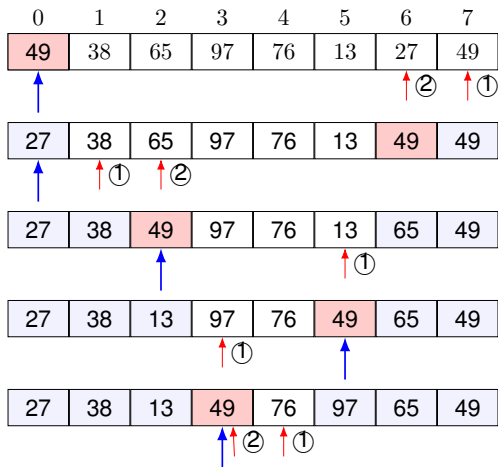 0 1 2 3 4 5 6 7
49 38 65 97 76 13 27 49
② ①
27 38 65 97 76 13 49 49
① ②
27 38 49 97 76 13 65 49
①
27 38 13 97 76 49 65 49
①
27 38 13 49 76 97 65 49
② ①